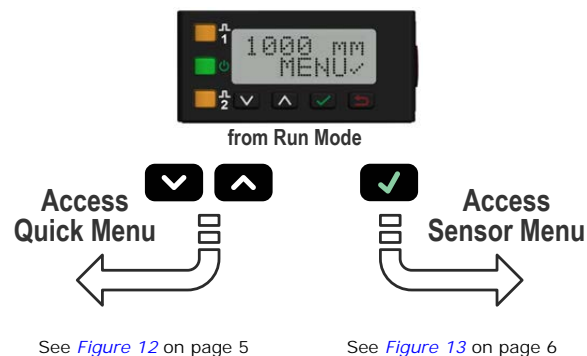 1
1000 mm
MENU✓
2
from Run Mode
Access
Quick Menu
Access
Sensor Menu
See Figure 12 on page 5
See Figure 13 on page 6